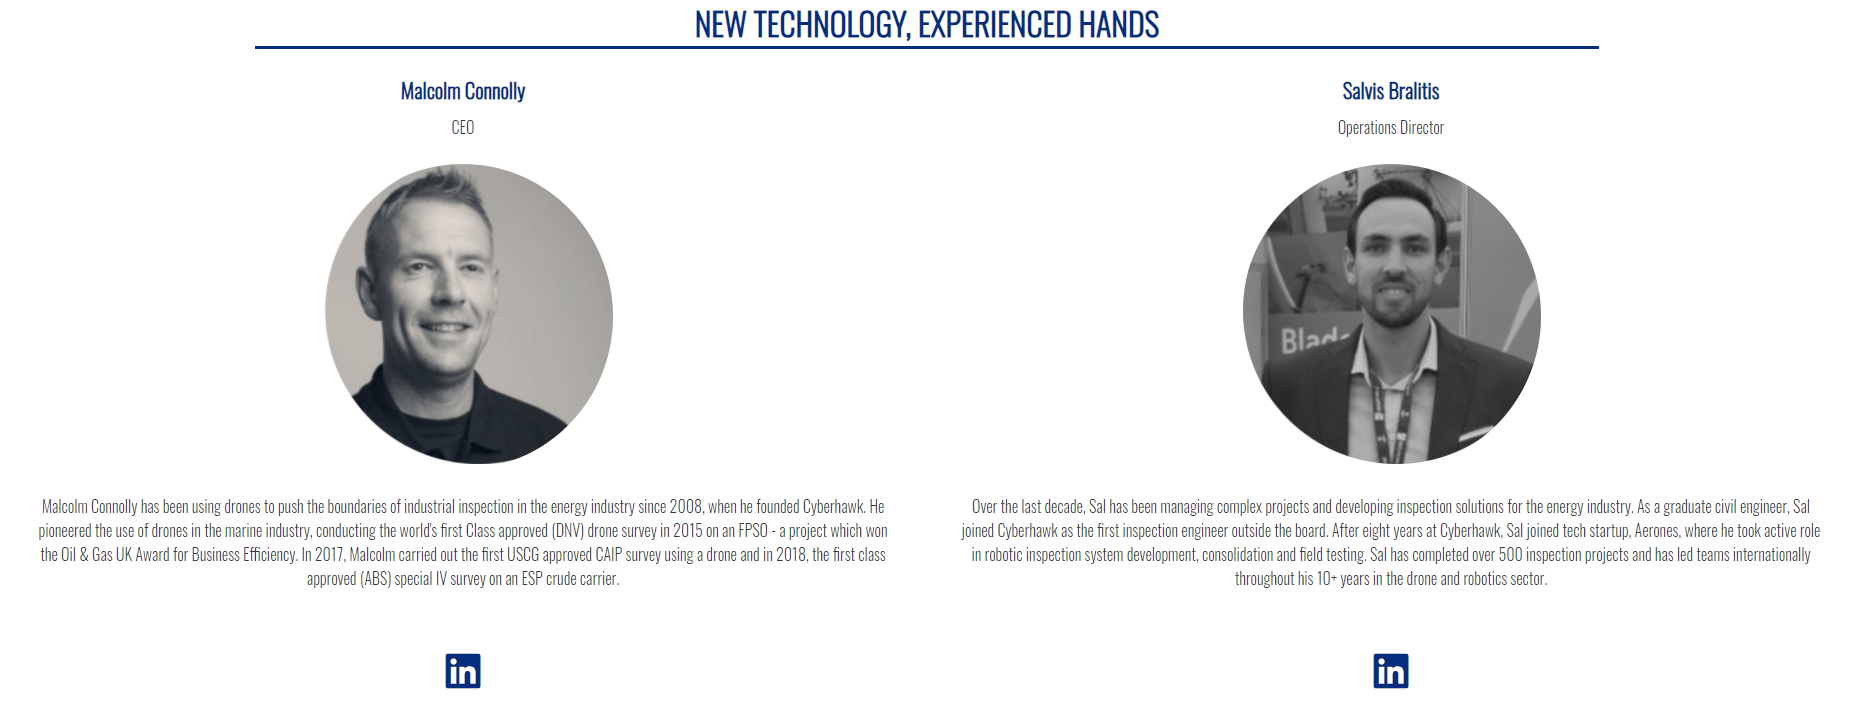 NEW TECHNOLOGY, EXPERIENCED HANDS
Malcolm Connolly
CEO
Malcolm Connolly has been using drones to push the boundaries of industrial inspection in the energy industry since 2008, when he founded Cyberhawk. He
pioneered the use of drones in the marine industry, conducting the world's first Class approved (DNV) drone survey in 2015 on an FPSO - a project which won
the Oil & Gas UK Award for Business Efficiency. In 2017, Malcolm carried out the first USCG approved CAIP survey using a drone and in 2018, the first class
approved (ABS) special IV survey on an ESP crude carrier.
in
Salvis Bralitis
Operations Director
Over the last decade, Sal has been managing complex projects and developing inspection solutions for the energy industry. As a graduate civil engineer, Sal
joined Cyberhawk as the first inspection engineer outside the board. After eight years at Cyberhawk, Sal joined tech startup, Aerones, where he took active role
in robotic inspection system development, consolidation and field testing. Sal has completed over 500 inspection projects and has led teams internationally
throughout his 10+ years in the drone and robotics sector.
in